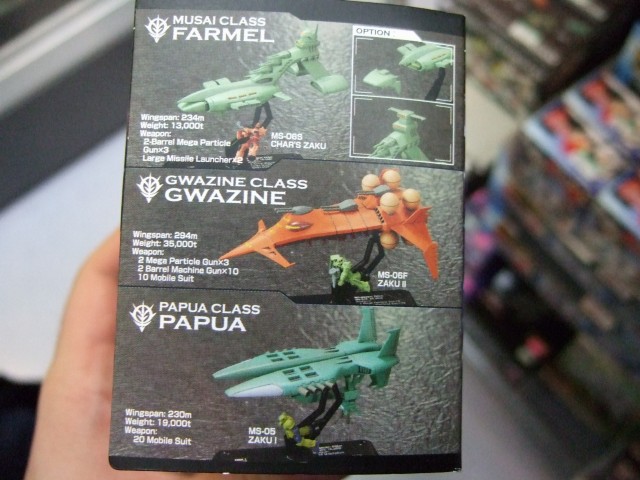 MUSAI CLASS
FARMEL
OPTION
Wingspan: 234m
Weight: 13,000t
Weapon:
2-Barrel Mega Particle
Gun×3
Large Missile Launcher×2
MS-06S
CHAR'S ZAKU
GWAZINE CLASS
GWAZINE
Wingspan: 294m
Weight: 35,000t
Weapon:
2 Mega Particle Gun×3
2 Barrel Machine Gun×10
10 Mobile Suit
MS-06F
ZAKU II
PAPUA CLASS
PAPUA
Wingspan: 230m
Weight: 19,000t
Weapon:
20 Mobile Suit
MS-05
ZAKU I